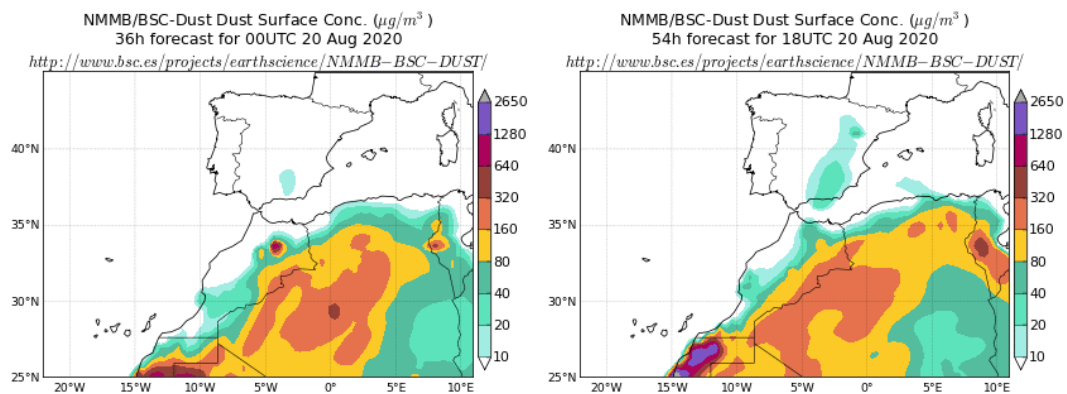 NMMB/BSC-Dust Dust Surface Conc. (μg/m³)
36h forecast for 00UTC 20 Aug 2020
http://www.bsc.es/projects/earthscience/NMMB−BSC−DUST/
40°N
35°N
30°N
25°N
20°W
15°W
10°W
5°W
0°
5°E
10°E
2650
1280
640
320
160
80
40
20
10
NMMB/BSC-Dust Dust Surface Conc. (μg/m³)
54h forecast for 18UTC 20 Aug 2020
http://www.bsc.es/projects/earthscience/NMMB−BSC−DUST/
40°N
35°N
30°N
25°N
20°W
15°W
10°W
5°W
0°
5°E
10°E
2650
1280
640
320
160
80
40
20
10